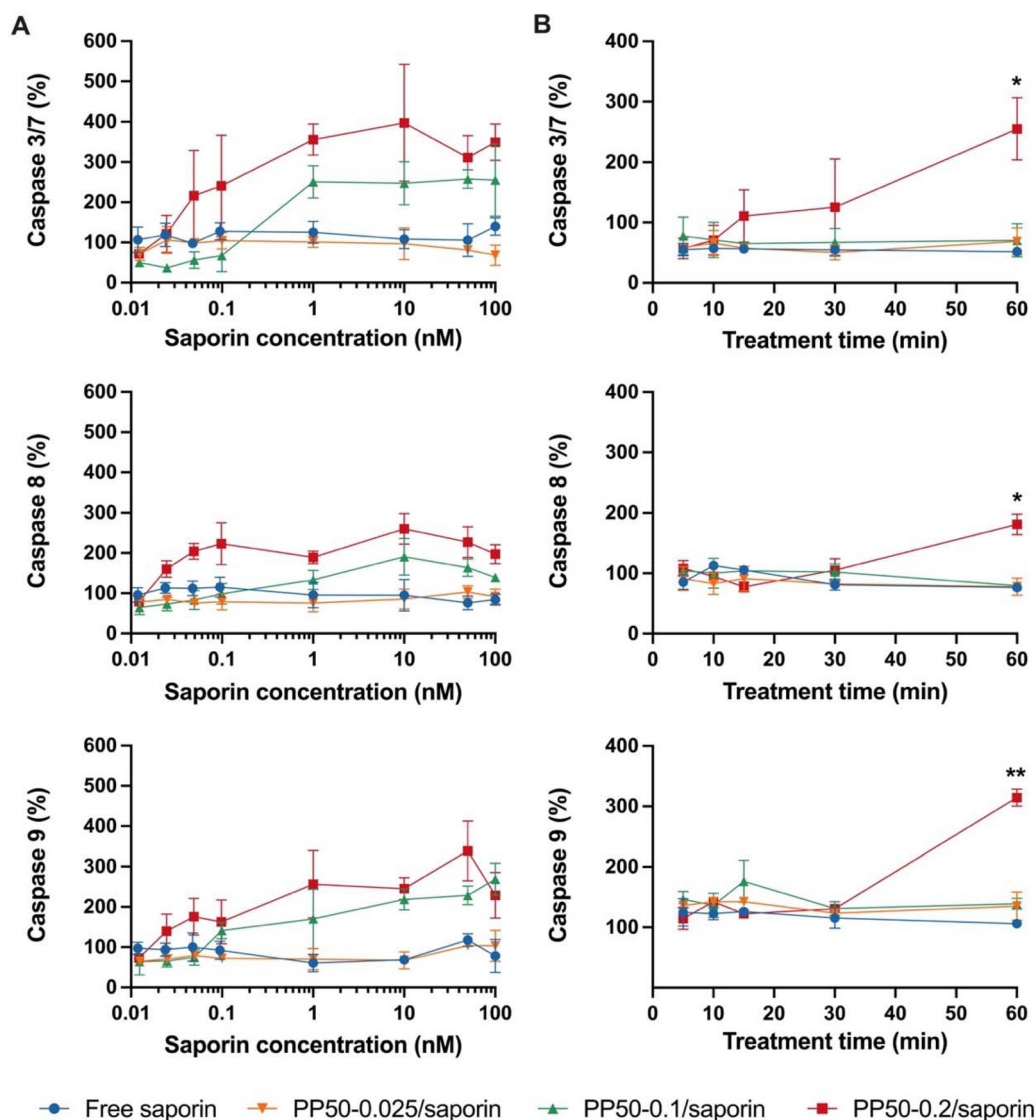 A
B
Caspase 3/7 (%)
600
500
400
300
200
100
0
0.01 0.1 1 10 100
Saporin concentration (nM)
Caspase 3/7 (%)
400
300
200
100
0
*
0 10 20 30 40 50 60
Treatment time (min)
Caspase 8 (%)
600
500
400
300
200
100
0
0.01 0.1 1 10 100
Saporin concentration (nM)
Caspase 8 (%)
400
300
200
100
0
*
0 10 20 30 40 50 60
Treatment time (min)
Caspase 9 (%)
600
500
400
300
200
100
0
0.01 0.1 1 10 100
Saporin concentration (nM)
Caspase 9 (%)
400
300
200
100
**
0 10 20 30 40 50 60
Treatment time (min)
Free saporin PP50-0.025/saporin PP50-0.1/saporin PP50-0.2/saporin